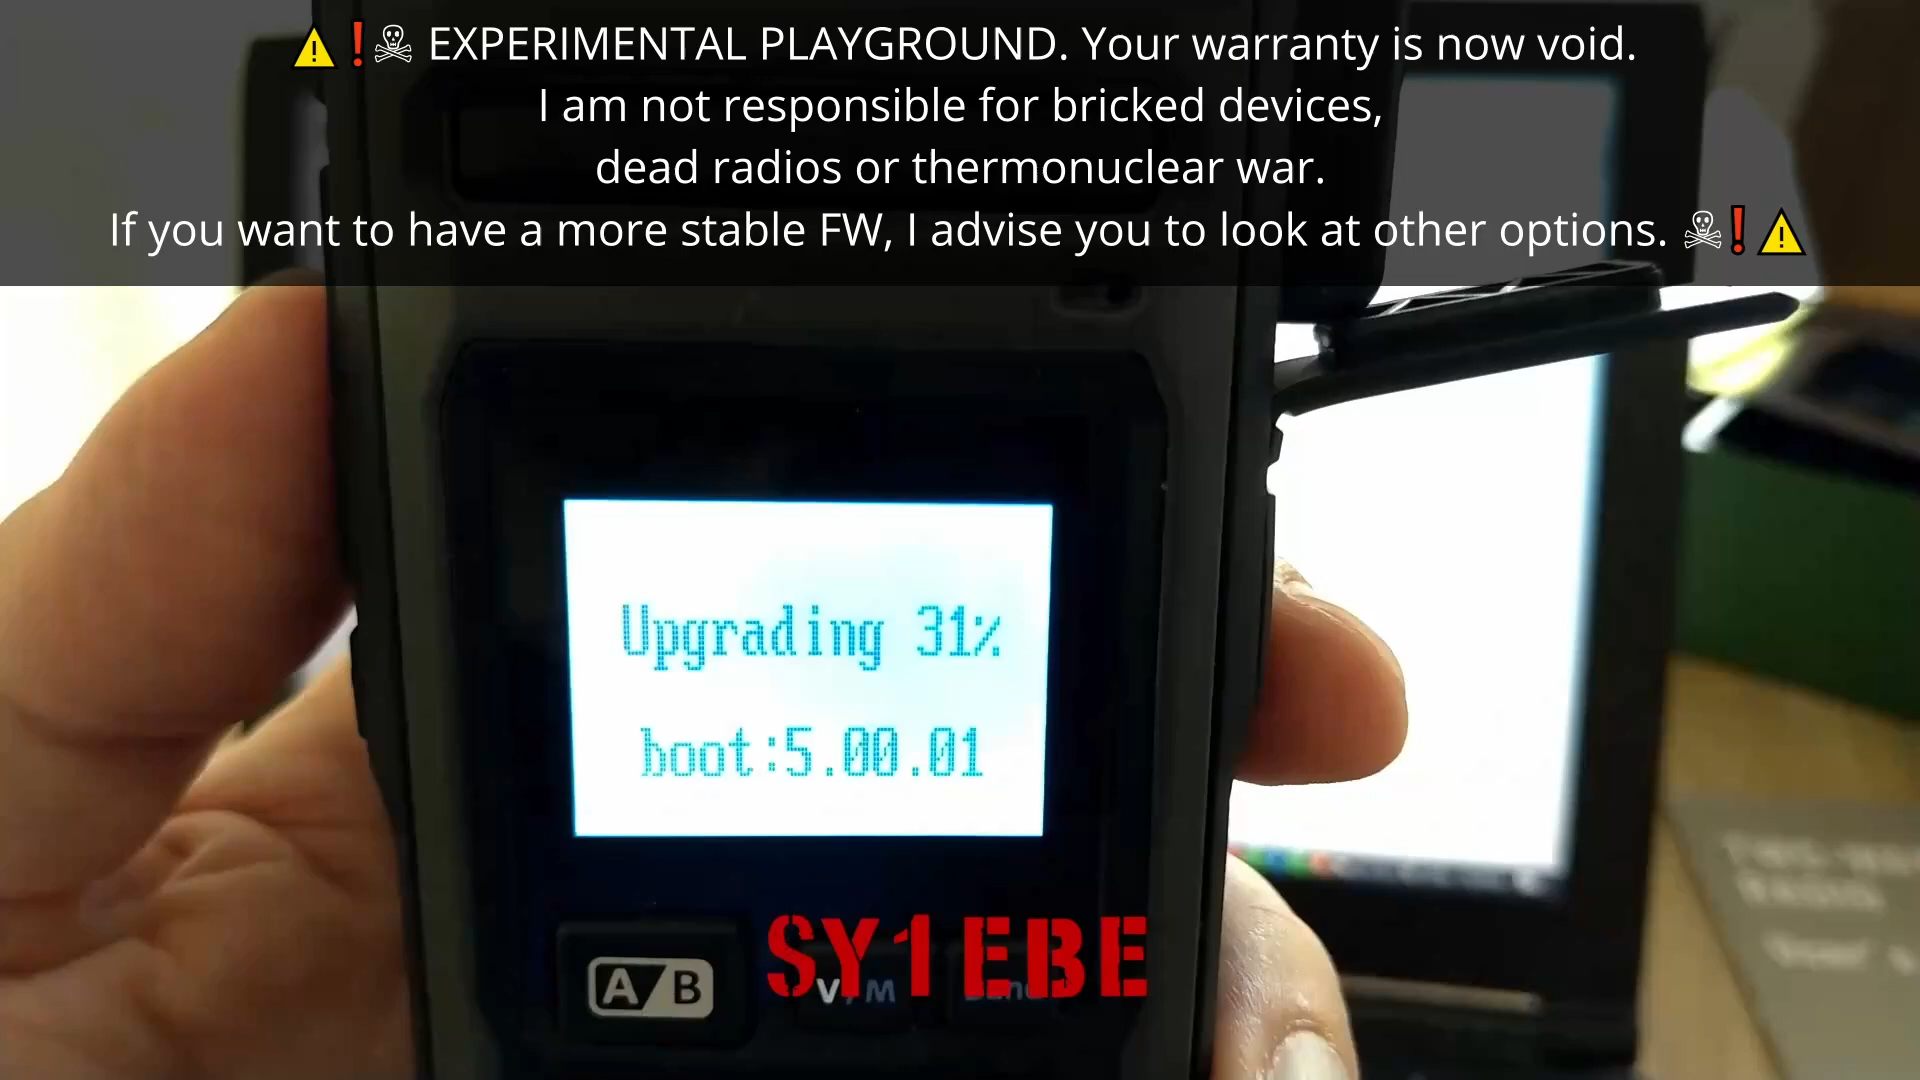 ⚠️❗☠ EXPERIMENTAL PLAYGROUND. Your warranty is now void.
I am not responsible for bricked devices,
dead radios or thermonuclear war.
If you want to have a more stable FW, I advise you to look at other options. ☠❗⚠️
Upgrading 31%
boot:5.00.01
SY1EBE
A/B
V/M